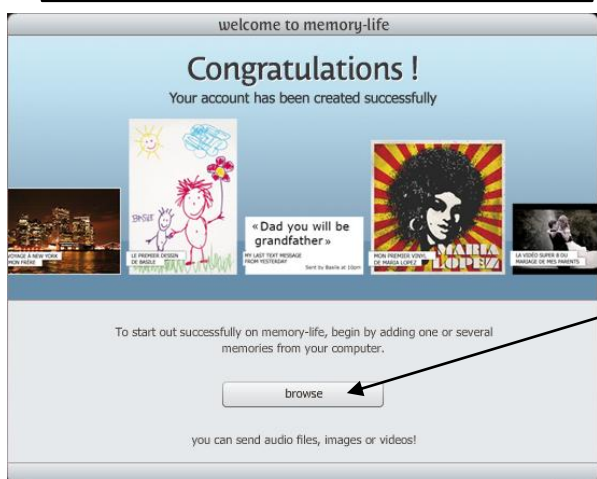 welcome to memory-life
Congratulations !
Your account has been created successfully
VOYAGE À NEW YORK
MON FRÈRE
BASILE
LE PREMIER DESSIN
DE BASILE
«Dad you will be
grandfather»
MY LAST TEXT MESSAGE
FROM YESTERDAY
Sent by Basile at 10pm
MON PREMIER VINYL
DE MARIA LOPEZ
MARIA
LOPEZ
LA VIDÉO SUPER 8 DU
MARIAGE DE MES PARENTS
To start out successfully on memory-life, begin by adding one or several
memories from your computer.
browse
you can send audio files, images or videos!